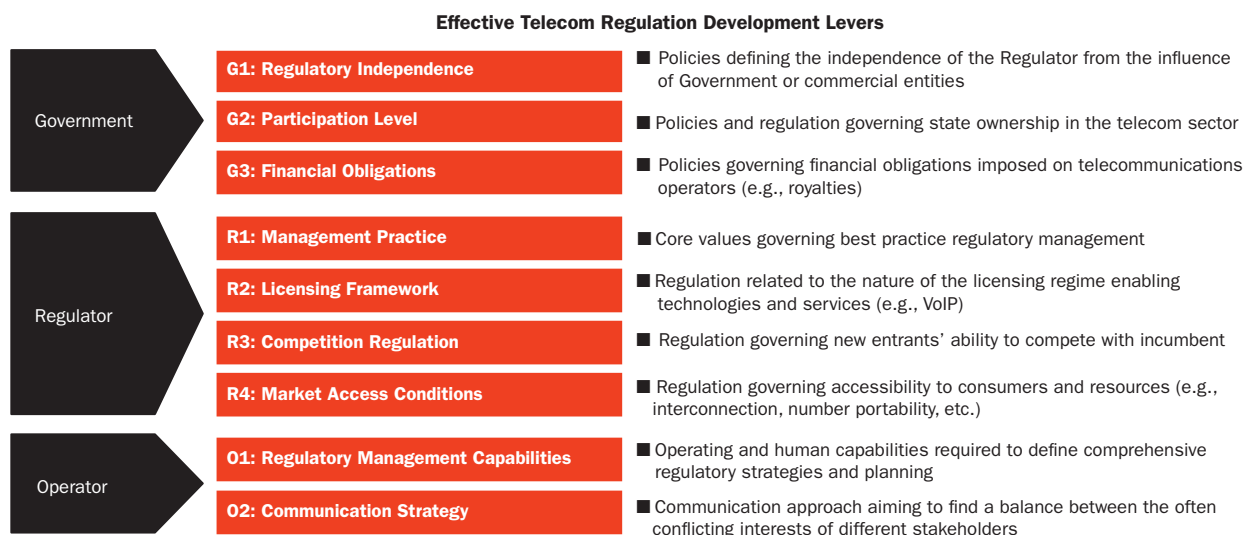 Effective Telecom Regulation Development Levers
Government
G1: Regulatory Independence
■ Policies defining the independence of the Regulator from the influence
of Government or commercial entities
G2: Participation Level
■ Policies and regulation governing state ownership in the telecom sector
G3: Financial Obligations
■ Policies governing financial obligations imposed on telecommunications
operators (e.g., royalties)
Regulator
R1: Management Practice
■ Core values governing best practice regulatory management
R2: Licensing Framework
■ Regulation related to the nature of the licensing regime enabling
technologies and services (e.g., VoIP)
R3: Competition Regulation
■ Regulation governing new entrants’ ability to compete with incumbent
R4: Market Access Conditions
■ Regulation governing accessibility to consumers and resources (e.g.,
interconnection, number portability, etc.)
Operator
O1: Regulatory Management Capabilities
■ Operating and human capabilities required to define comprehensive
regulatory strategies and planning
O2: Communication Strategy
■ Communication approach aiming to find a balance between the often
conflicting interests of different stakeholders